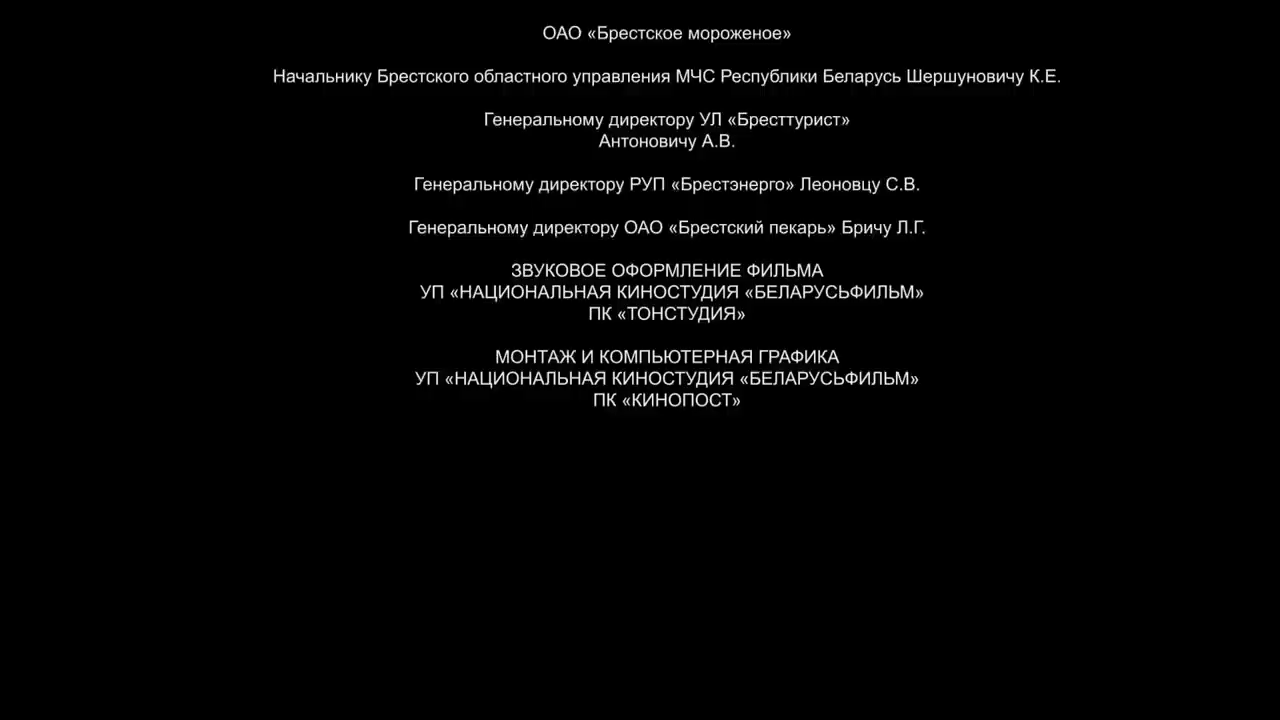 ОАО «Брестское мороженое»
Начальнику Брестского областного управления МЧС Республики Беларусь Шершуновичу К.Е.
Генеральному директору УЛ «Бресттурист»
Антоновичу А.В.
Генеральному директору РУП «Брестэнерго» Леоновцу С.В.
Генеральному директору ОАО «Брестский пекарь» Бричу Л.Г.
ЗВУКОВОЕ ОФОРМЛЕНИЕ ФИЛЬМА
УП «НАЦИОНАЛЬНАЯ КИНОСТУДИЯ «БЕЛАРУСЬФИЛЬМ»
ПК «ТОНСТУДИЯ»
МОНТАЖ И КОМПЬЮТЕРНАЯ ГРАФИКА
УП «НАЦИОНАЛЬНАЯ КИНОСТУДИЯ «БЕЛАРУСЬФИЛЬМ»
ПК «КИНОПОСТ»